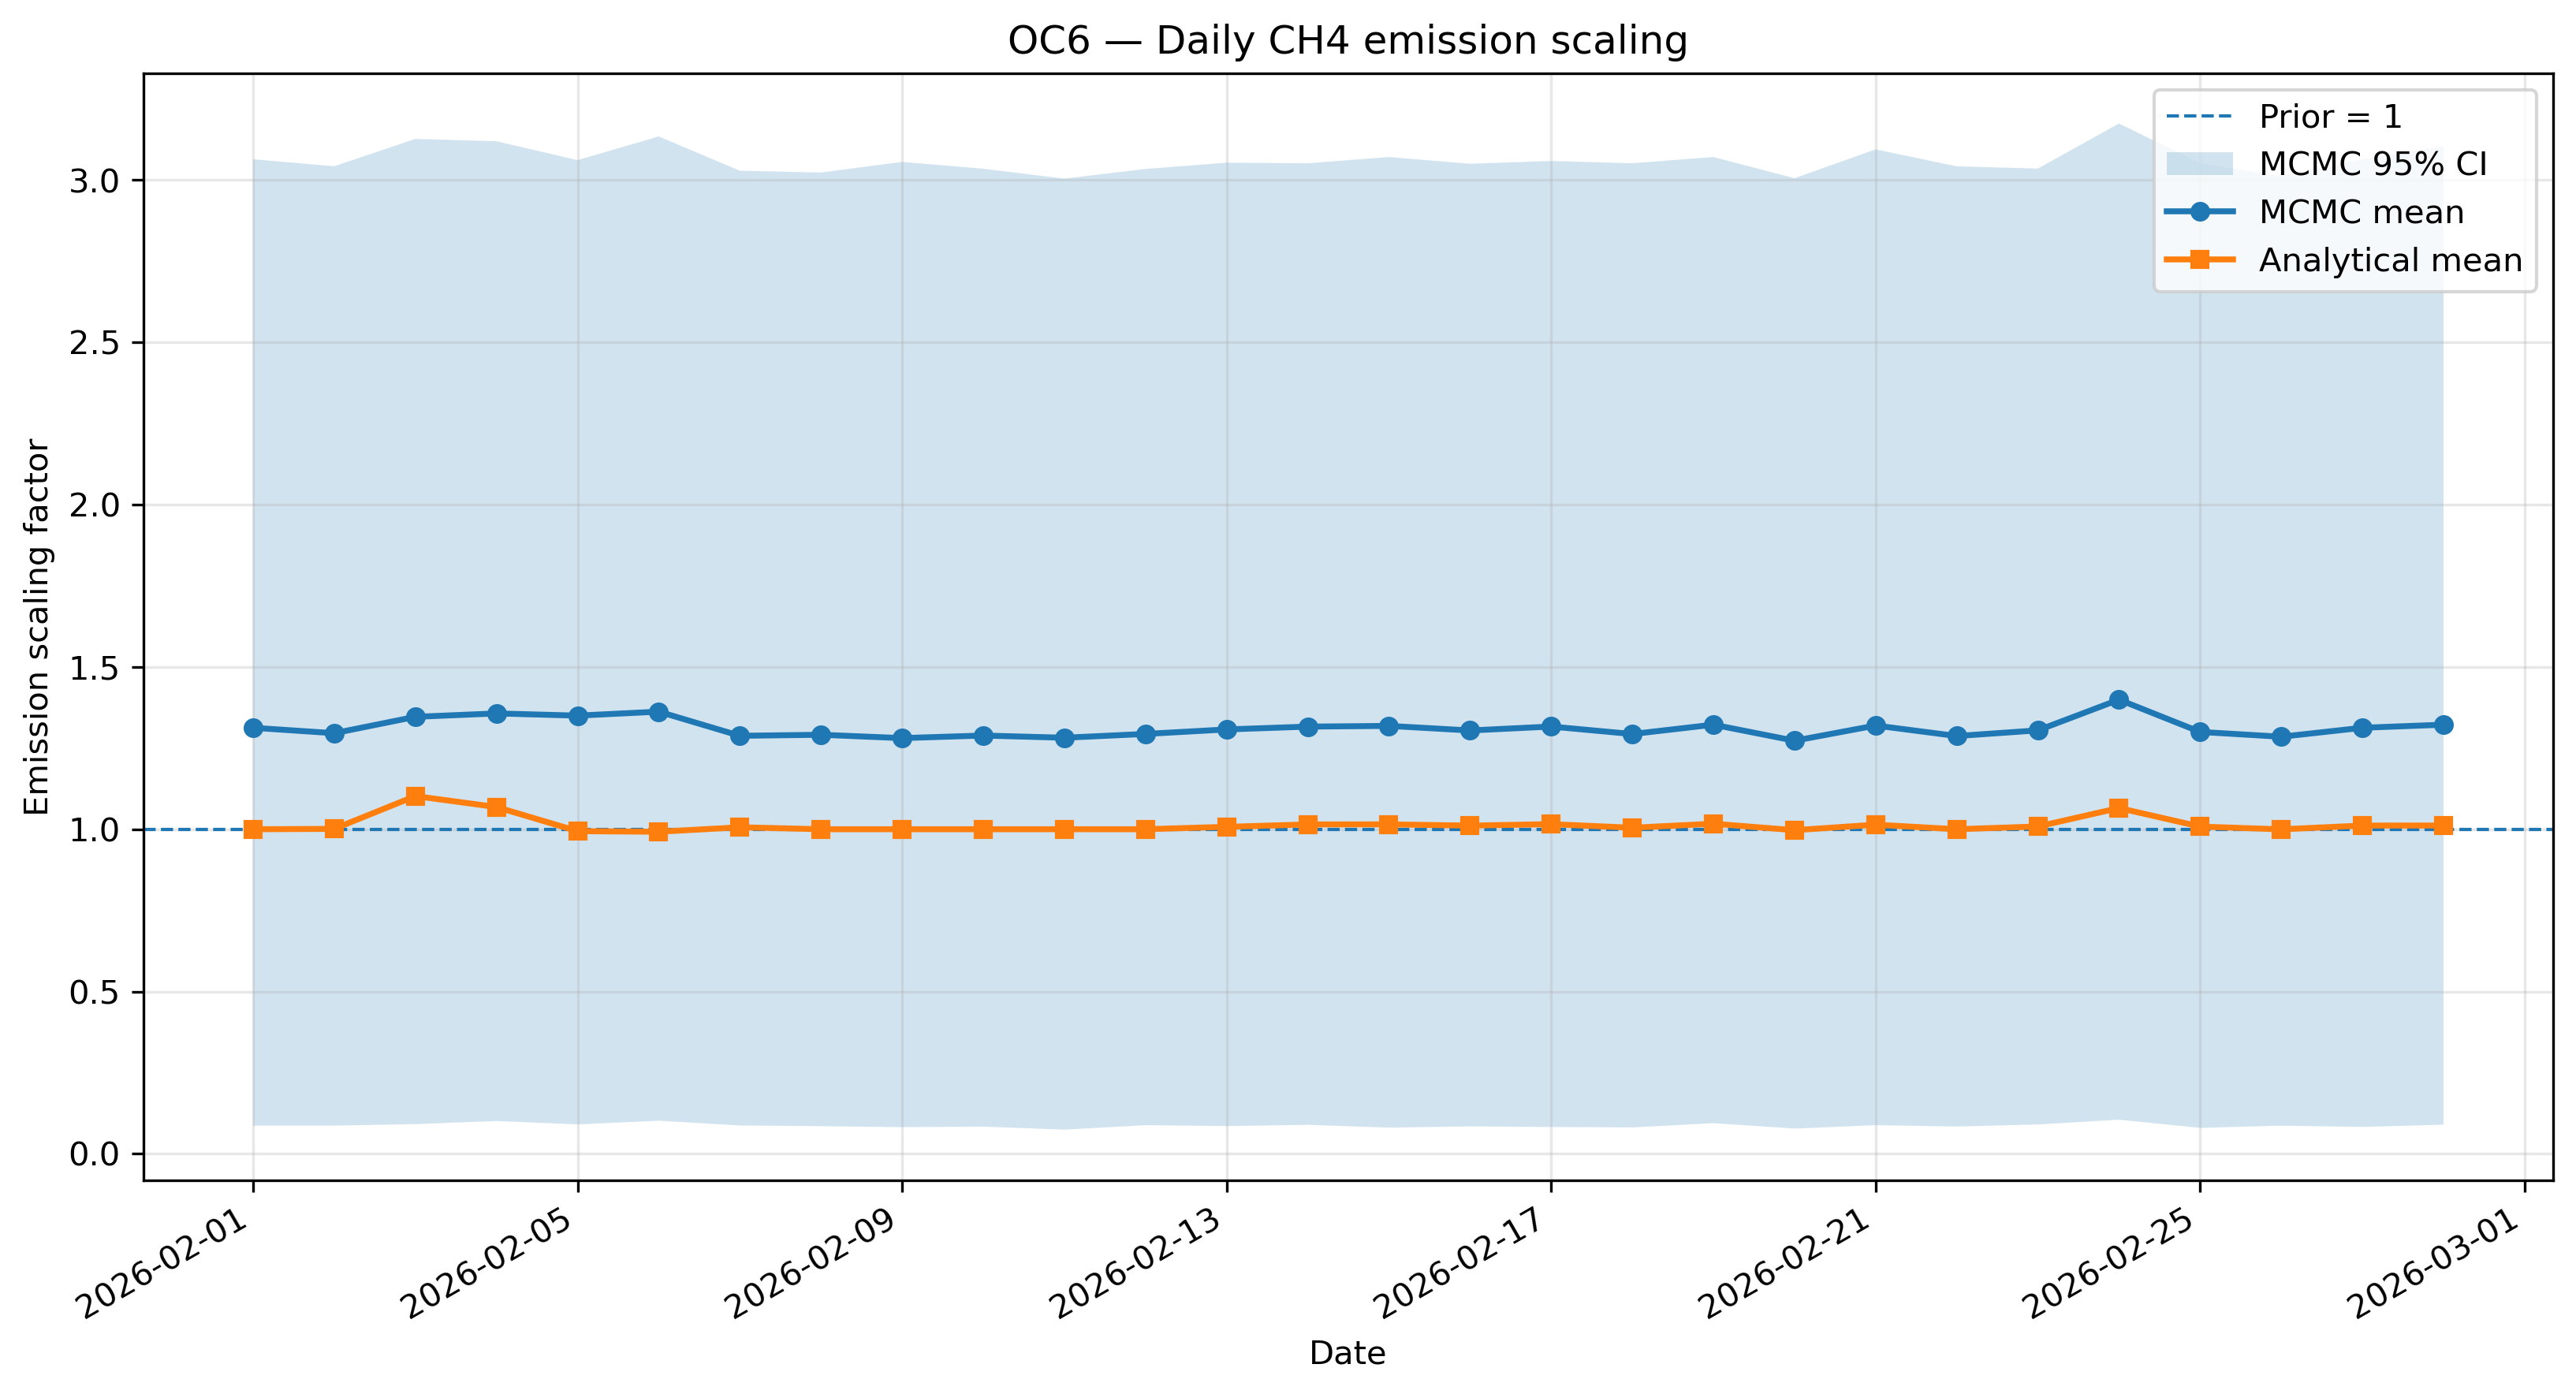 OC6 — Daily CH4 emission scaling
Prior = 1
MCMC 95% CI
MCMC mean
Analytical mean
Emission scaling factor
3.0
2.5
2.0
1.5
1.0
0.5
0.0
2026-02-01
2026-02-05
2026-02-09
2026-02-13
2026-02-17
2026-02-21
2026-02-25
2026-03-01
Date